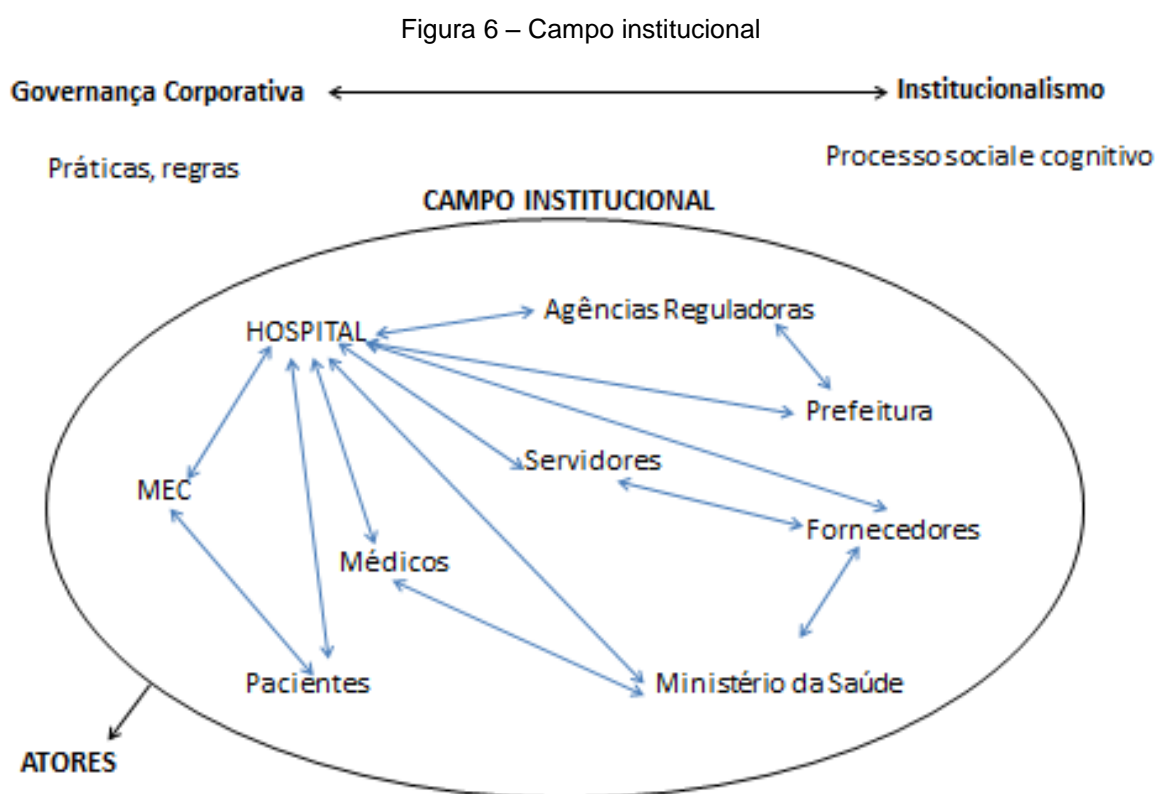 Figura 6 – Campo institucional
Governança Corporativa
Institucionalismo
Práticas, regras
Processo social e cognitivo
CAMPO INSTITUCIONAL
Agências Reguladoras
HOSPITAL
Prefeitura
Servidores
MEC
Fornecedores
Médicos
Pacientes
Ministério da Saúde
ATORES